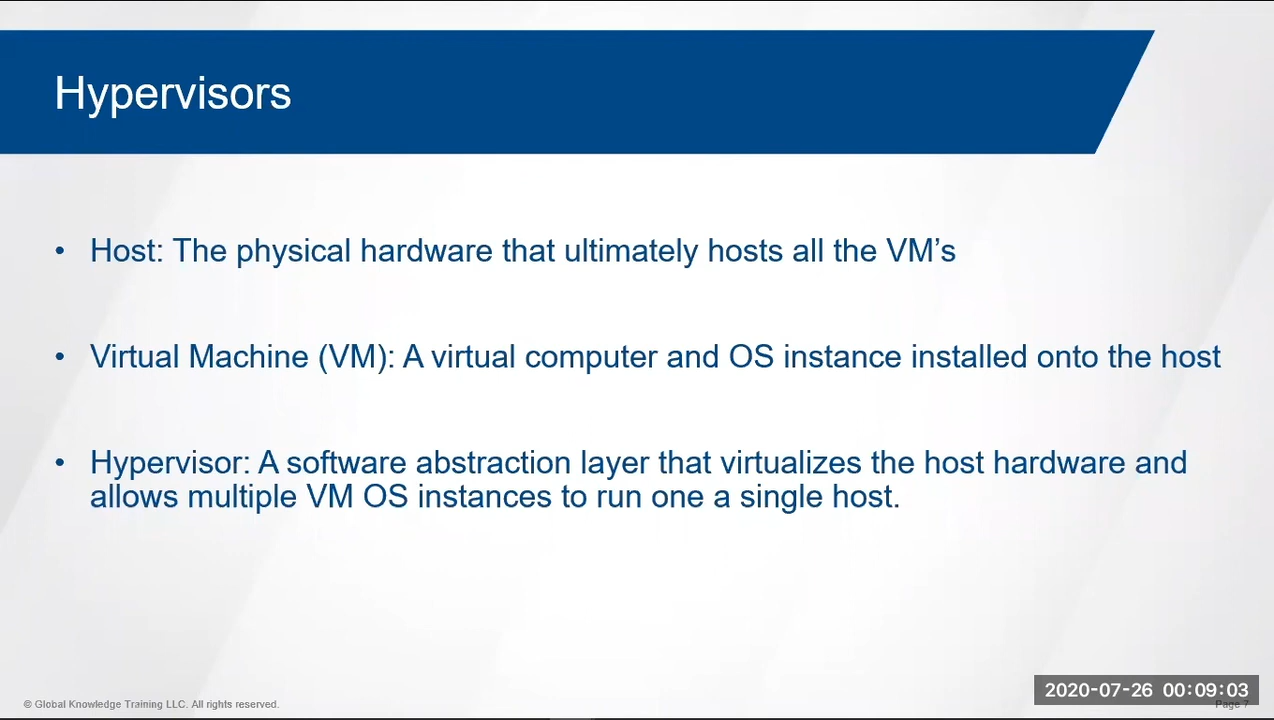 Hypervisors
• Host: The physical hardware that ultimately hosts all the VM’s
• Virtual Machine (VM): A virtual computer and OS instance installed onto the host
• Hypervisor: A software abstraction layer that virtualizes the host hardware and
allows multiple VM OS instances to run one a single host.
2020-07-26 00:09:03
© Global Knowledge Training LLC. All rights reserved.
Page 7